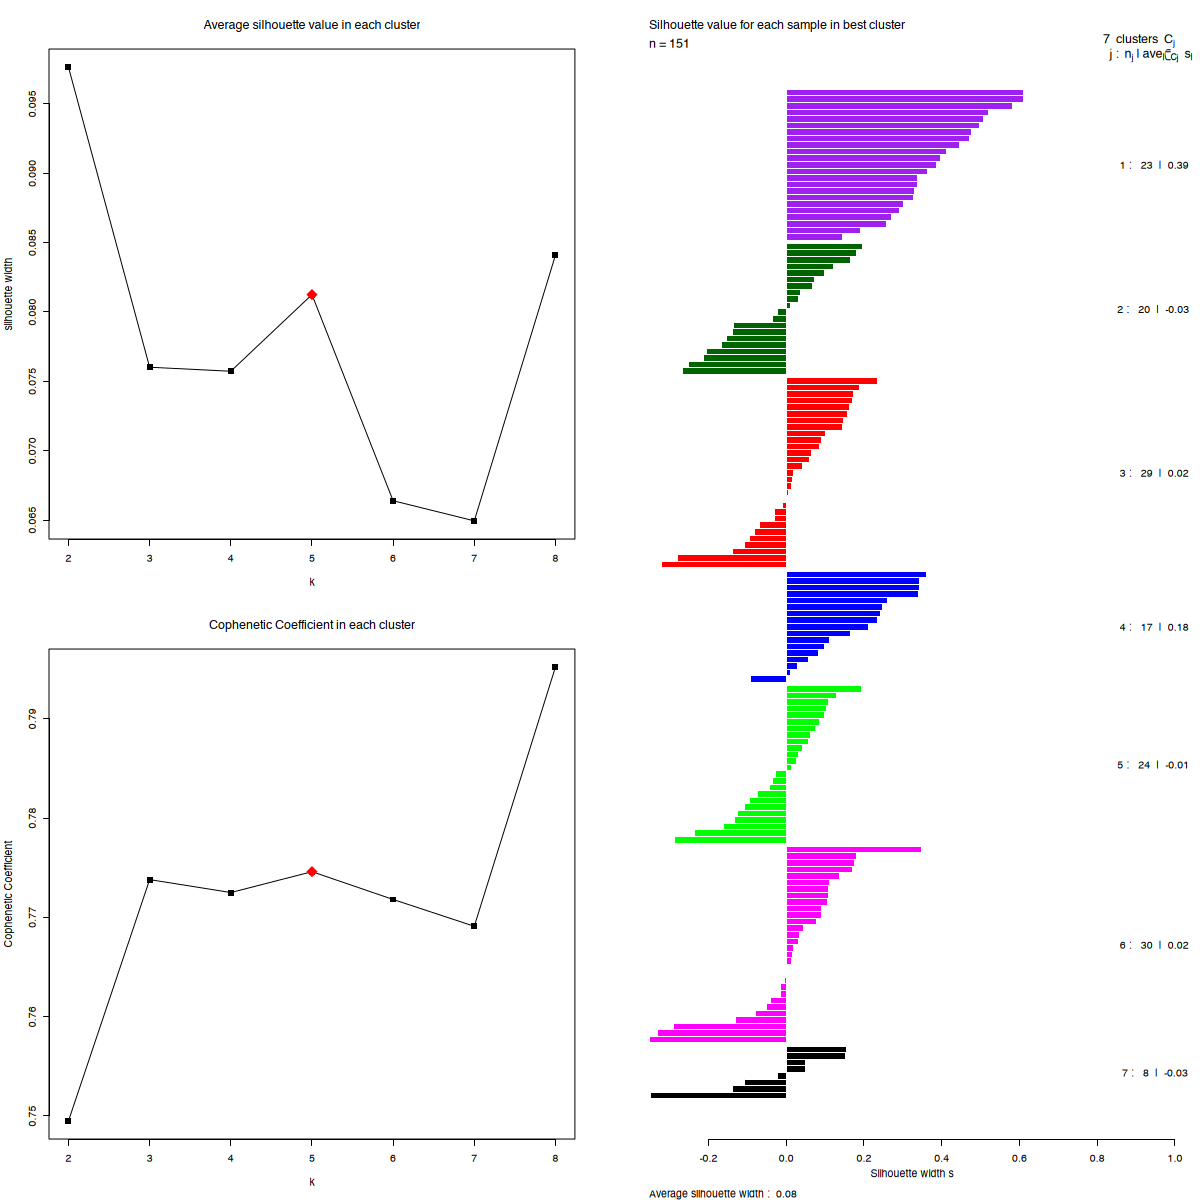 Average silhouette value in each cluster
silhouette width
0.095
0.090
0.085
0.080
0.075
0.070
0.065
2 3 4 5 6 7 8
k
Cophenetic Coefficient in each cluster
Cophenetic Coefficient
0.79
0.78
0.77
0.76
0.75
2 3 4 5 6 7 8
k
Silhouette value for each sample in best cluster
n = 151
7 clusters Cj
j : nj | avei∈Cj si
1 : 23 | 0.39
2 : 20 | -0.03
3 : 29 | 0.02
4 : 17 | 0.18
5 : 24 | -0.01
6 : 30 | 0.02
7 : 8 | -0.03
-0.2 0.0 0.2 0.4 0.6 0.8 1.0
Silhouette width s
Average silhouette width : 0.08